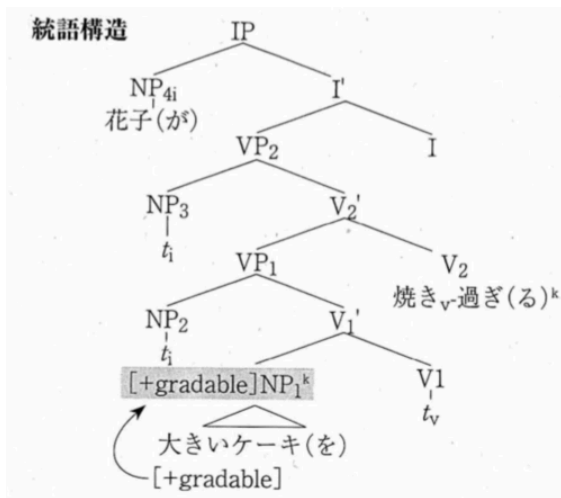 統語構造
IP
NP₄ᵢ I'
花子(が)
VP₂ I
NP₃ V₂'
tᵢ
VP₁ V₂
焼きᵥ-過ぎ(る)ᵏ
NP₂ V₁'
tᵢ
[+gradable]NP₁ᵏ V1
tᵥ
大きいケーキ(を)
[+gradable]